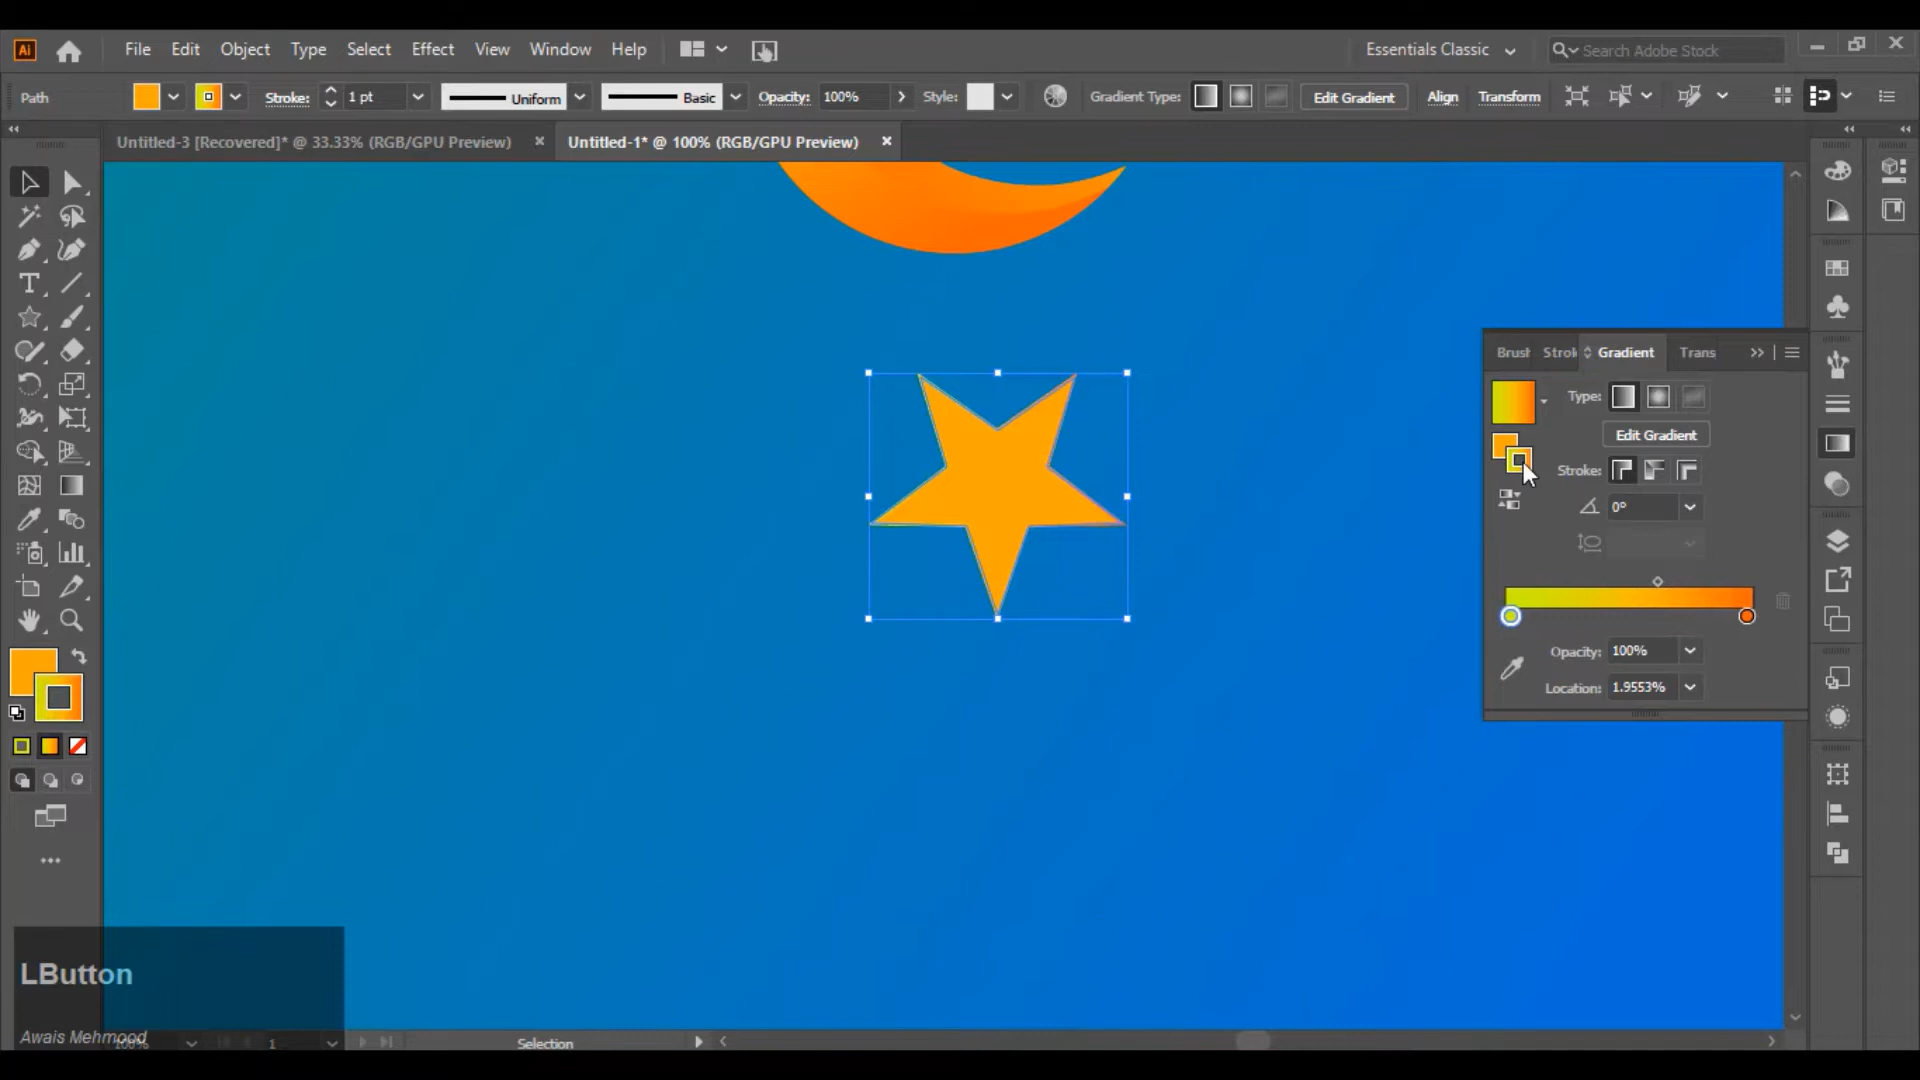 Ai File Edit Object Type Select Effect View Window Help Essentials Classic Search Adobe Stock
Path Stroke: 1 pt Uniform Basic Opacity: 100% Style: Gradient Type: Edit Gradient Align Transform
Untitled-3 [Recovered]* @ 33.33% (RGB/GPU Preview) Untitled-1* @ 100% (RGB/GPU Preview)
Brush Strok Gradient Trans
Type:
Edit Gradient
Stroke:
0°
Opacity: 100%
Location: 1.9553%
LButton
Awais Mehmood
100% 1 Selection